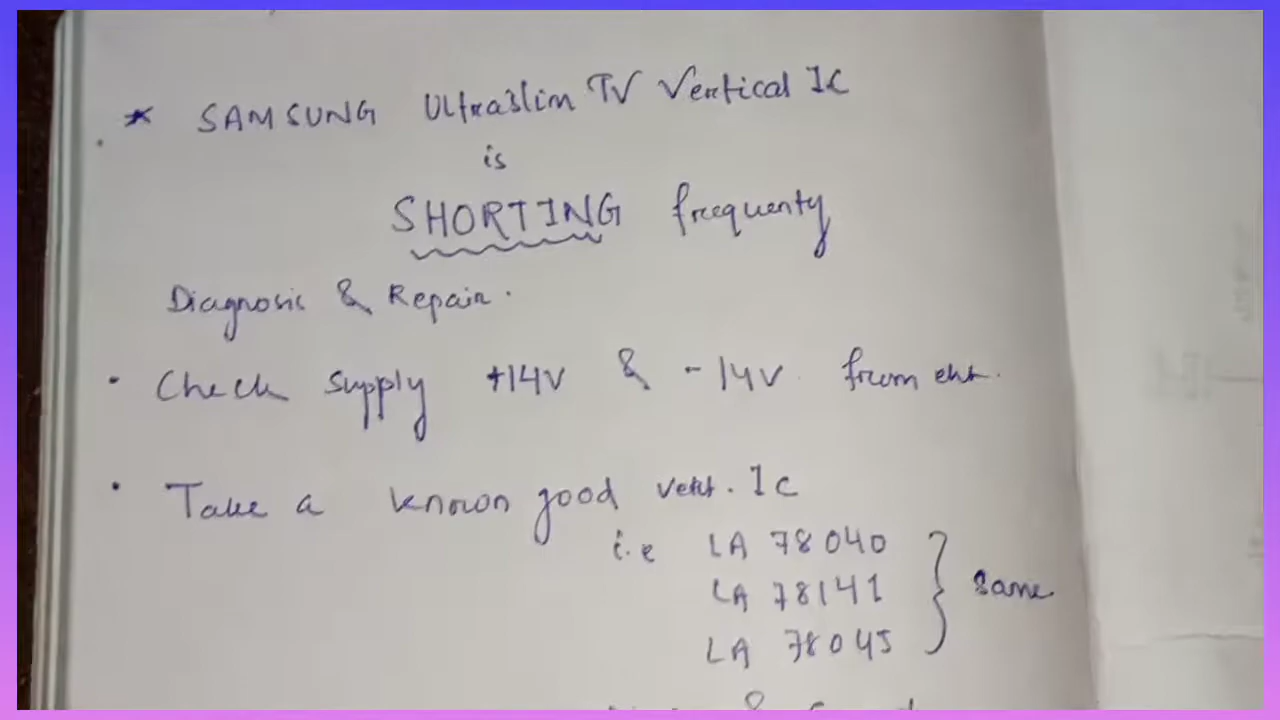 * SAMSUNG Ultraslim TV Vertical IC
is
SHORTING frequenty
Diagnosis & Repair.
• Check supply +14V & -14V from eht.
• Take a known good vert. Ic
i.e LA 78040
LA 78141 } same
LA 78045
&